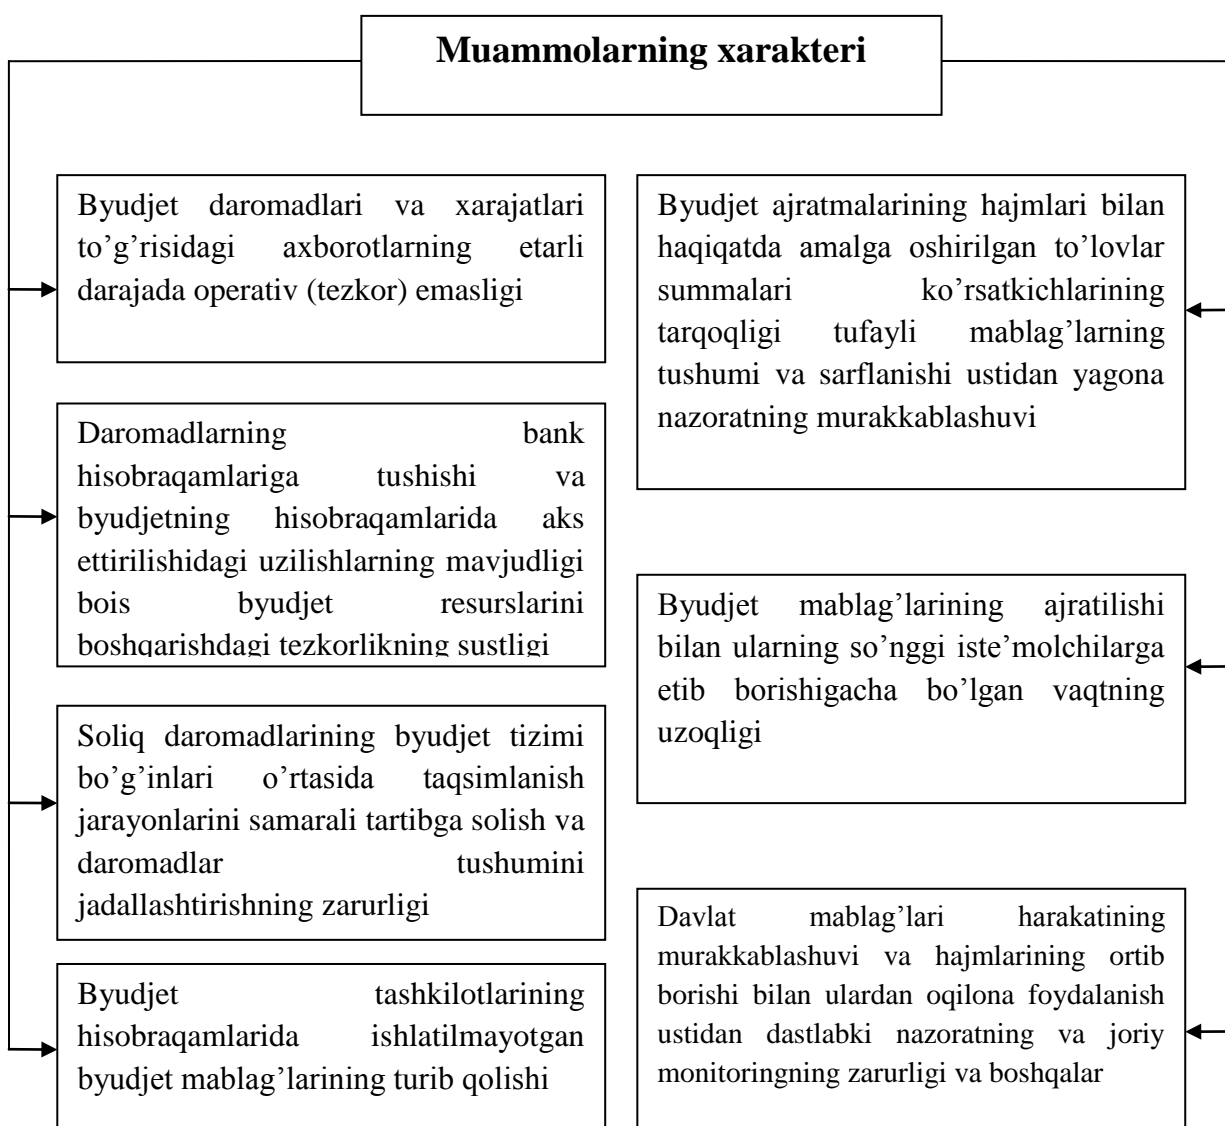 Muammolarning xarakteri
Byudjet daromadlari va xarajatlari
to’g’risidagi axborotlarning etarli
darajada operativ (tezkor) emasligi
Daromadlarning bank
hisobraqamlariga tushishi va
byudjetning hisobraqamlarida aks
ettirilishidagi uzilishlarning mavjudligi
bois byudjet resurslarini
boshqarishdagi tezkorlikning sustligi
Soliq daromadlarining byudjet tizimi
bo’g’inlari o’rtasida taqsimlanish
jarayonlarini samarali tartibga solish va
daromadlar tushumini
jadallashtirishning zarurligi
Byudjet tashkilotlarining
hisobraqamlarida ishlatilmayotgan
byudjet mablag’larining turib qolishi
Byudjet ajratmalarining hajmlari bilan
haqiqatda amalga oshirilgan to’lovlar
summalari ko’rsatkichlarining
tarqoqligi tufayli mablag’larning
tushumi va sarflanishi ustidan yagona
nazoratning murakkablashuvi
Byudjet mablag’larining ajratilishi
bilan ularning so’nggi iste’molchilarga
etib borishigacha bo’lgan vaqtning
uzoqligi
Davlat mablag’lari harakatining
murakkablashuvi va hajmlarining ortib
borishi bilan ulardan oqilona foydalanish
ustidan dastlabki nazoratning va joriy
monitoringning zarurligi va boshqalar